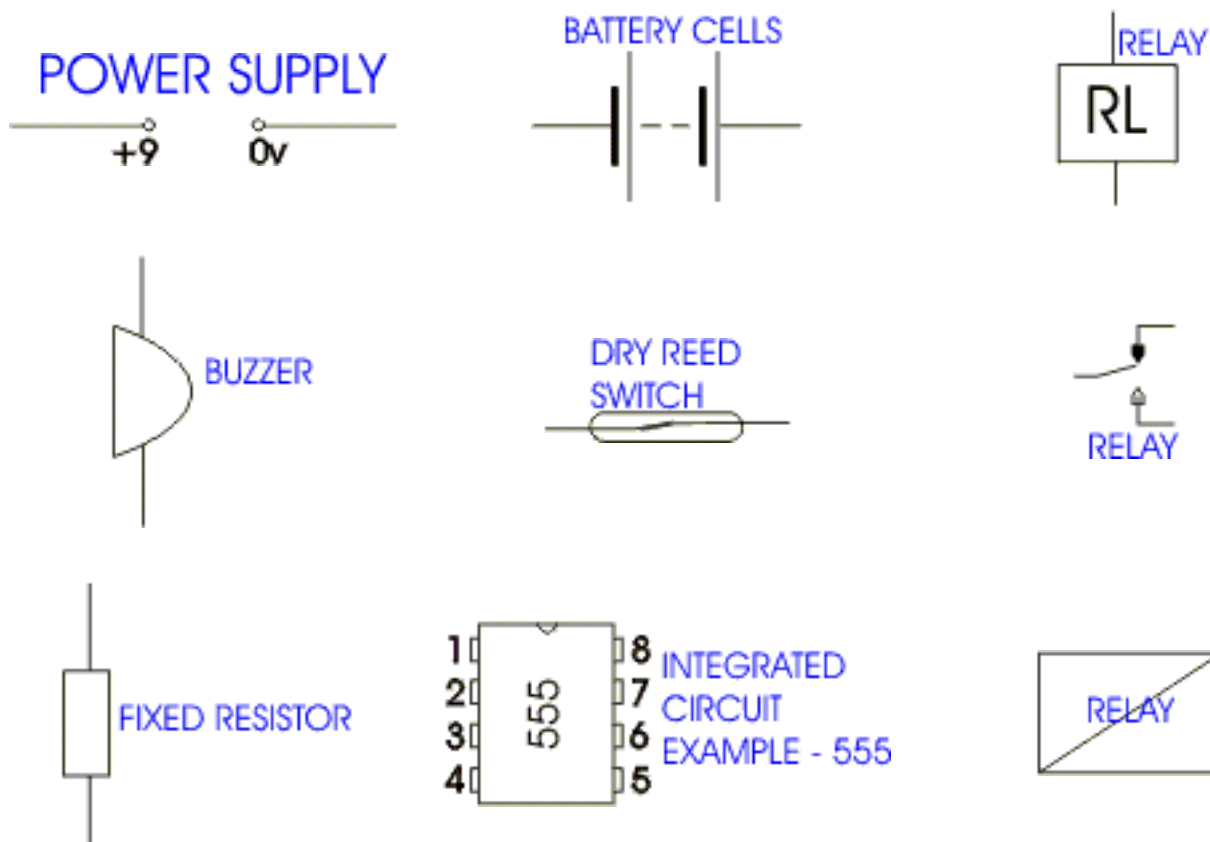 POWER SUPPLY
+9 0v
BATTERY CELLS
RELAY
RL
BUZZER
DRY REED
SWITCH
RELAY
FIXED RESISTOR
1 8
2 7
3 6
4 5
555
INTEGRATED
CIRCUIT
EXAMPLE - 555
RELAY